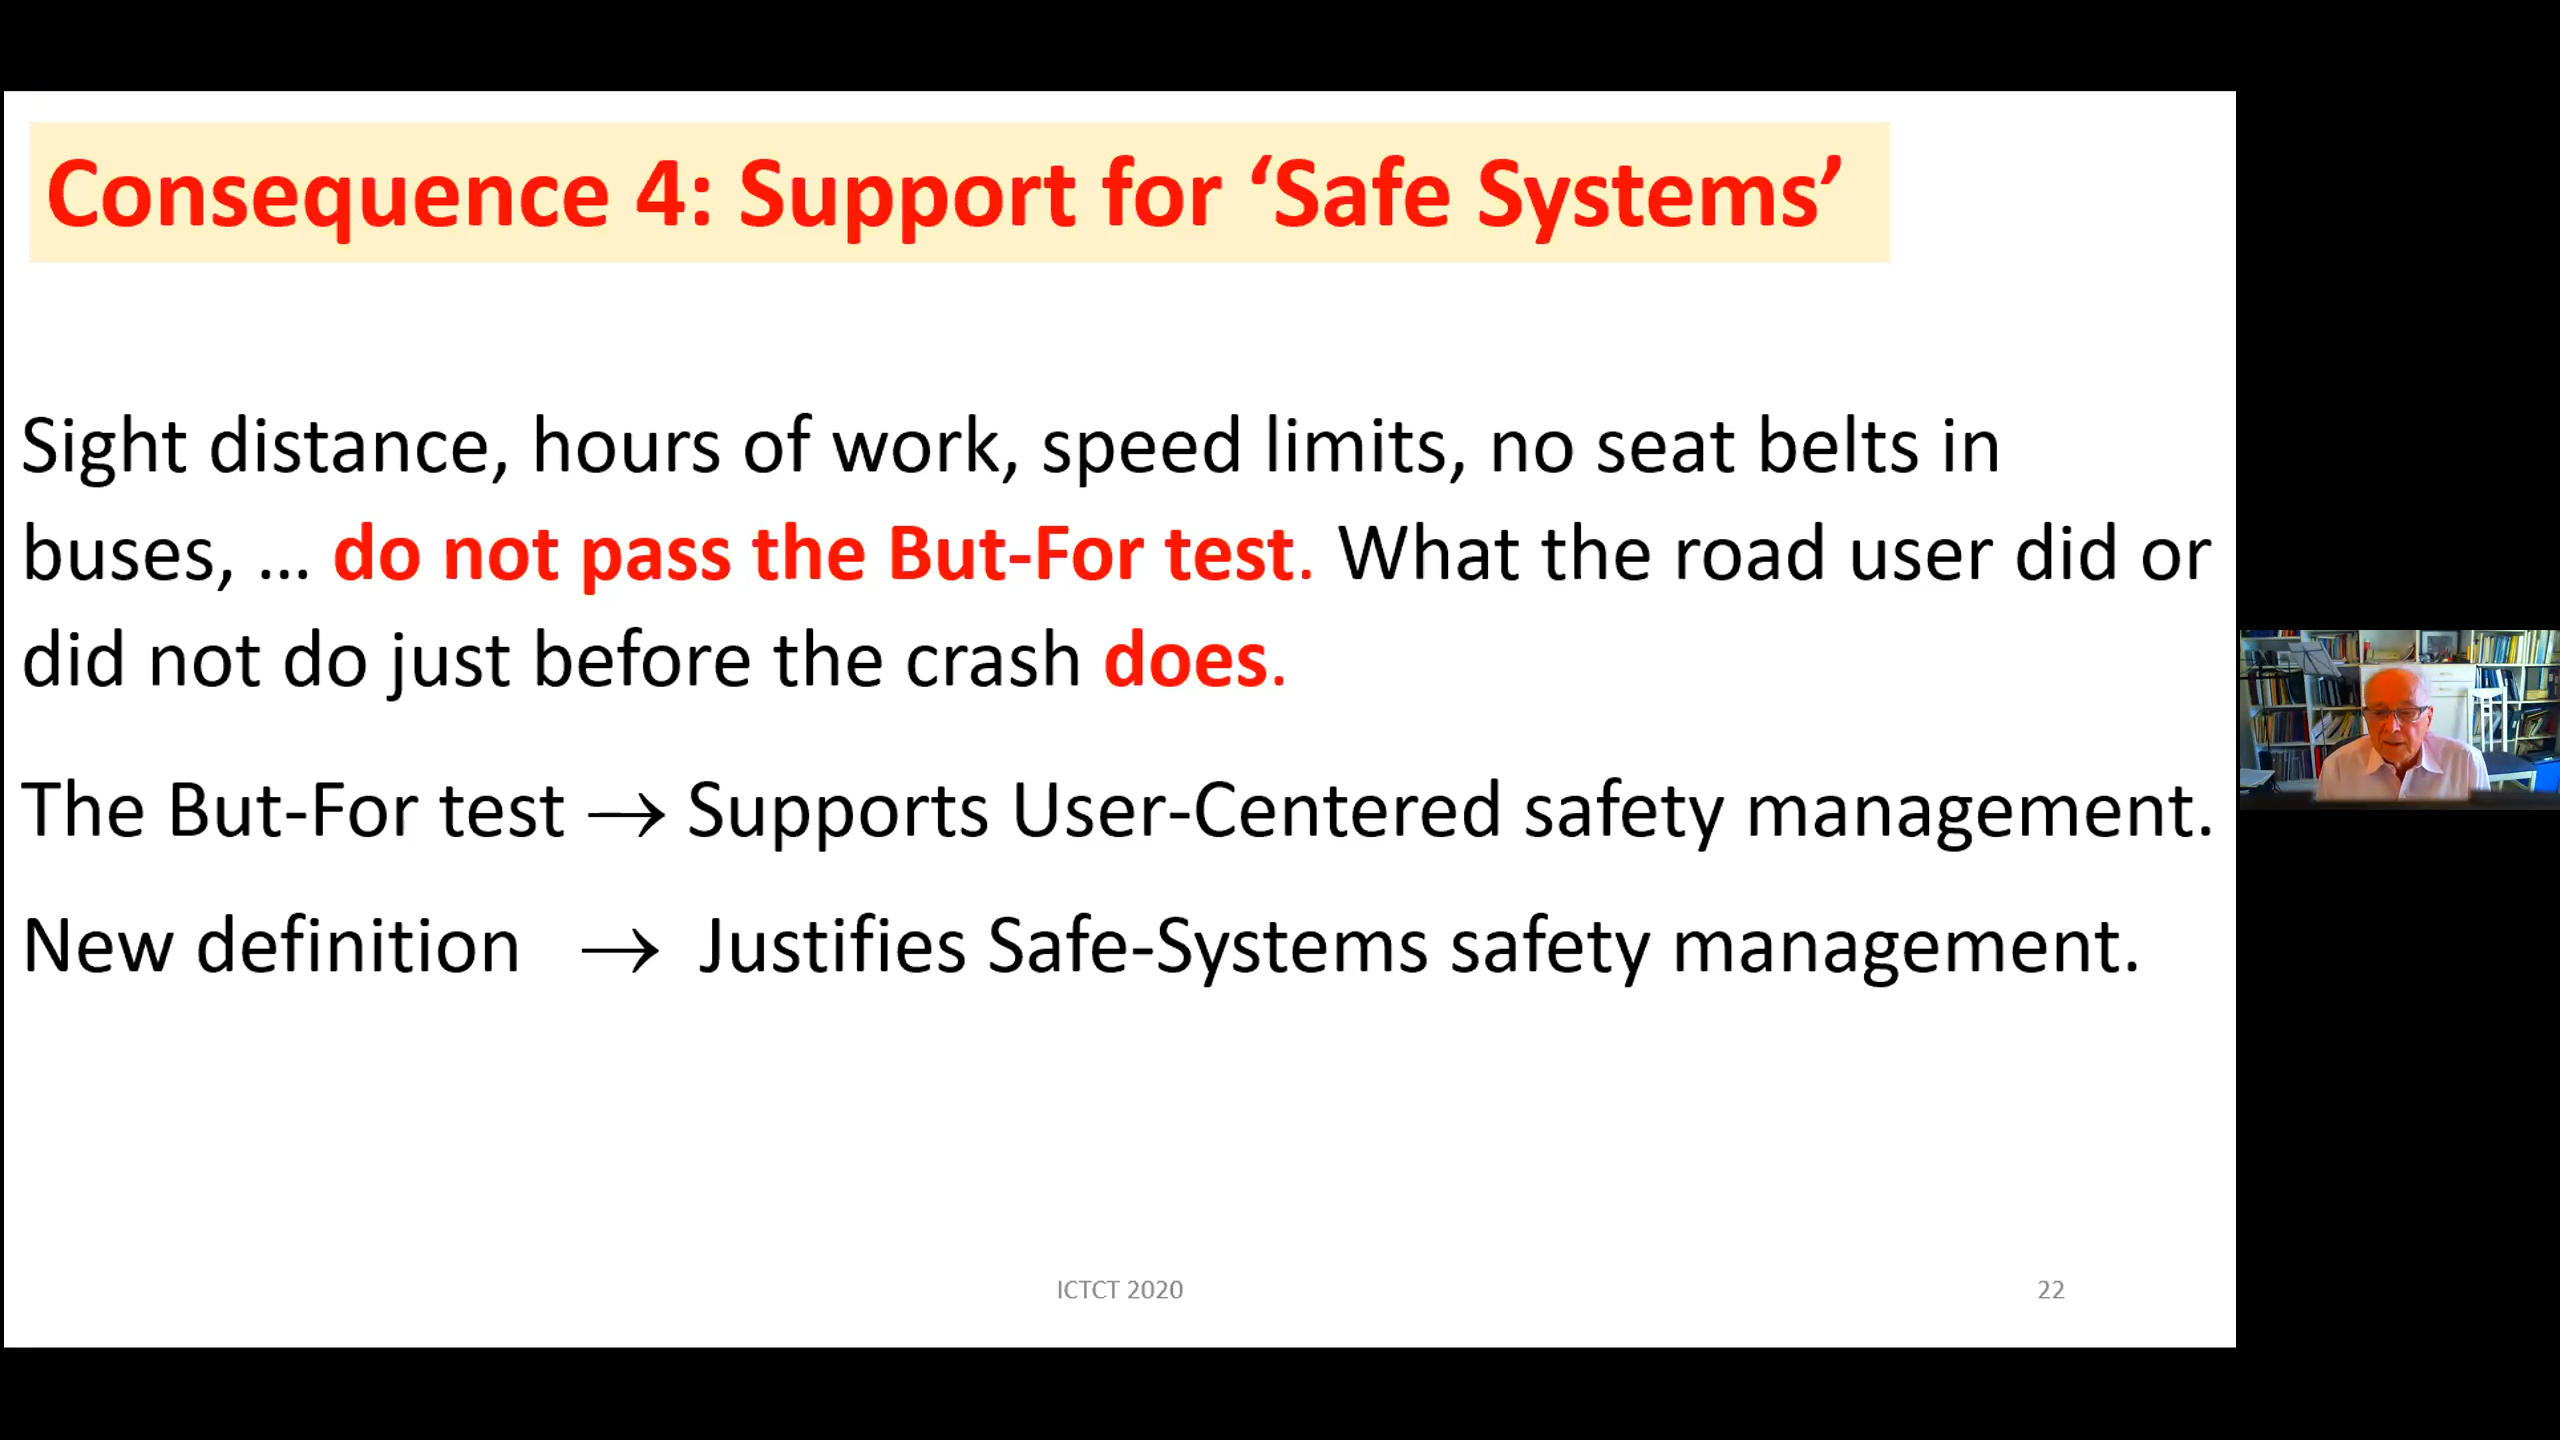 Consequence 4: Support for ‘Safe Systems’
Sight distance, hours of work, speed limits, no seat belts in
buses, … do not pass the But-For test. What the road user did or
did not do just before the crash does.
The But-For test → Supports User-Centered safety management.
New definition → Justifies Safe-Systems safety management.
ICTCT 2020
22